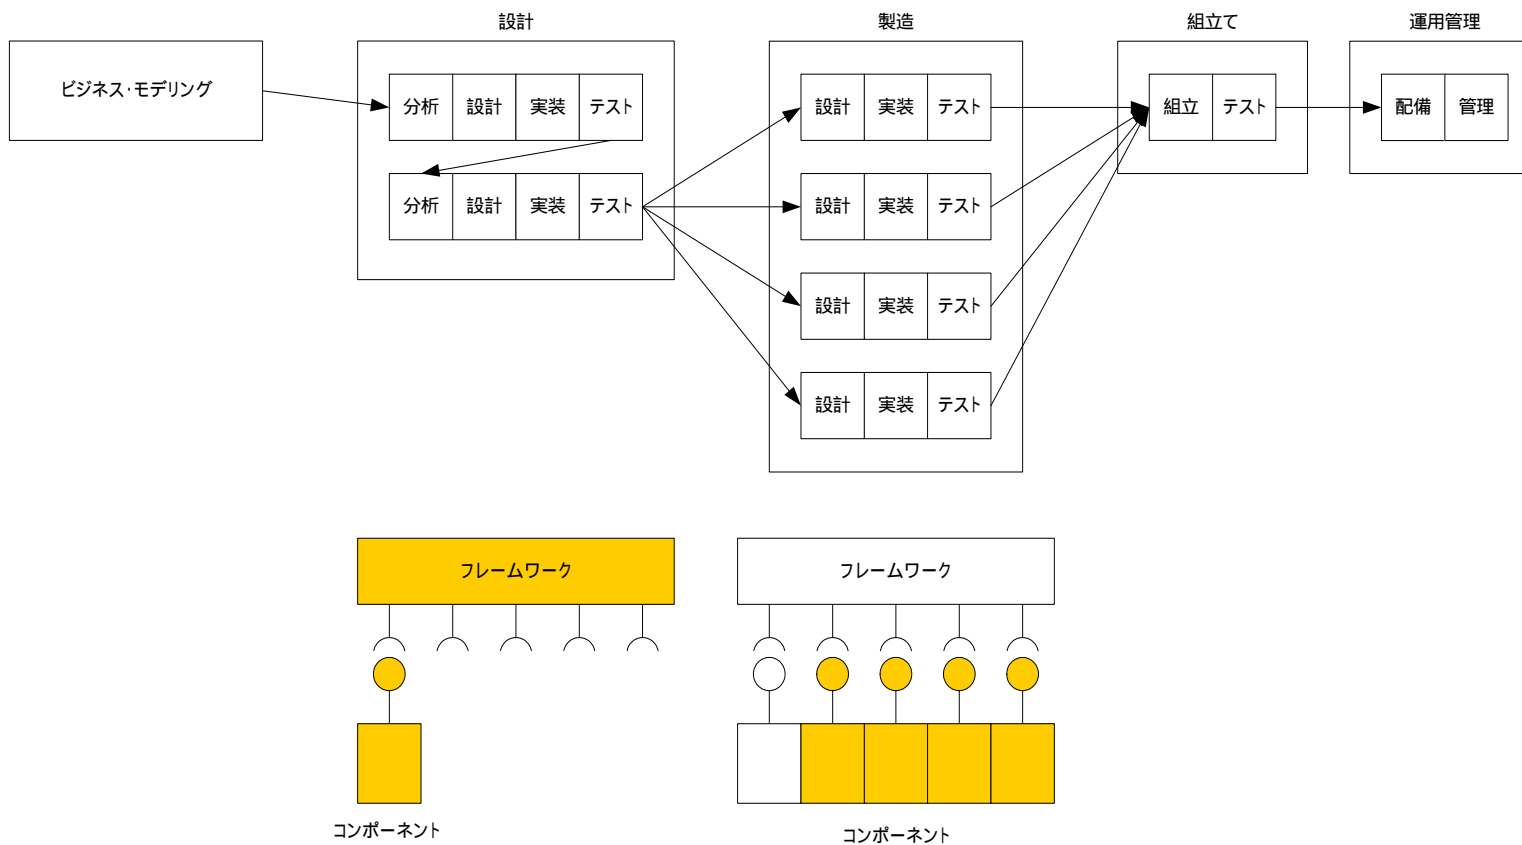 設計
製造
組立て
運用管理
ビジネス・モデリング
分析 設計 実装 テスト
設計 実装 テスト
組立 テスト
配備 管理
分析 設計 実装 テスト
設計 実装 テスト
設計 実装 テスト
設計 実装 テスト
フレームワーク
フレームワーク
コンポーネント
コンポーネント